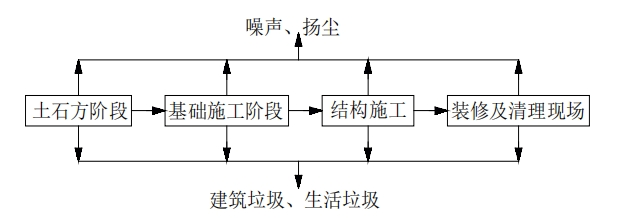 噪声、扬尘
土石方阶段
基础施工阶段
结构施工
装修及清理现场
建筑垃圾、生活垃圾